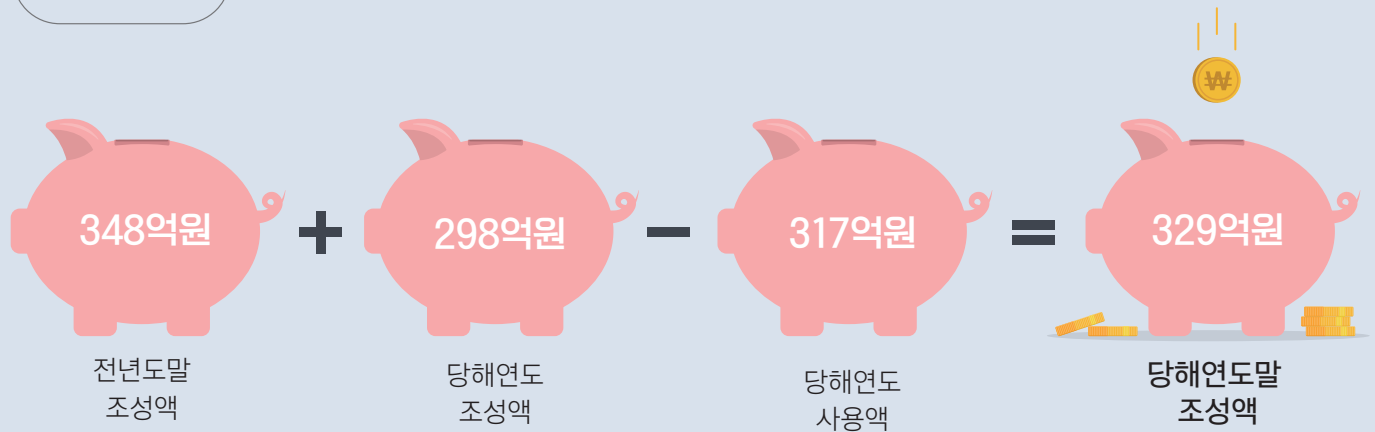 348억원
+
298억원
−
317억원
=
329억원
₩
전년도말
조성액
당해연도
조성액
당해연도
사용액
당해연도말
조성액